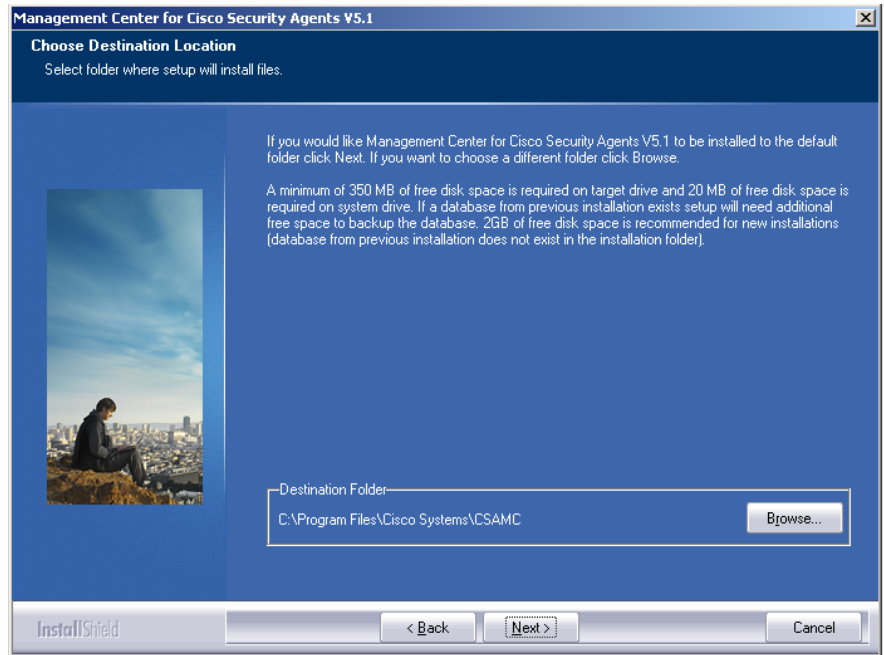 Management Center for Cisco Security Agents V5.1
Choose Destination Location
Select folder where setup will install files.
If you would like Management Center for Cisco Security Agents V5.1 to be installed to the default
folder click Next. If you want to choose a different folder click Browse.
A minimum of 350 MB of free disk space is required on target drive and 20 MB of free disk space is
required on system drive. If a database from previous installation exists setup will need additional
free space to backup the database. 2GB of free disk space is recommended for new installations
(database from previous installation does not exist in the installation folder).
Destination Folder
C:\Program Files\Cisco Systems\CSAMC
Browse...
InstallShield
< Back
Next >
Cancel